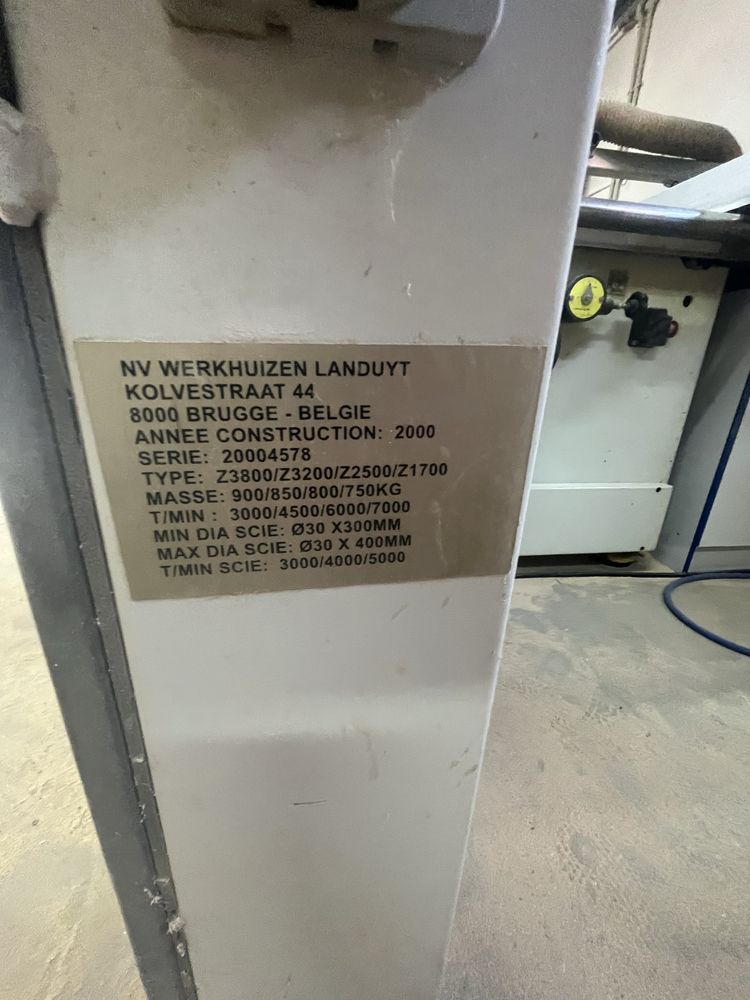 NV WERKHUIZEN LANDUYT
KOLVESTRAAT 44
8000 BRUGGE - BELGIE
ANNEE CONSTRUCTION: 2000
SERIE: 20004578
TYPE: Z3800/Z3200/Z2500/Z1700
MASSE: 900/850/800/750KG
T/MIN : 3000/4500/6000/7000
MIN DIA SCIE: Ø30 X300MM
MAX DIA SCIE: Ø30 X 400MM
T/MIN SCIE: 3000/4000/5000